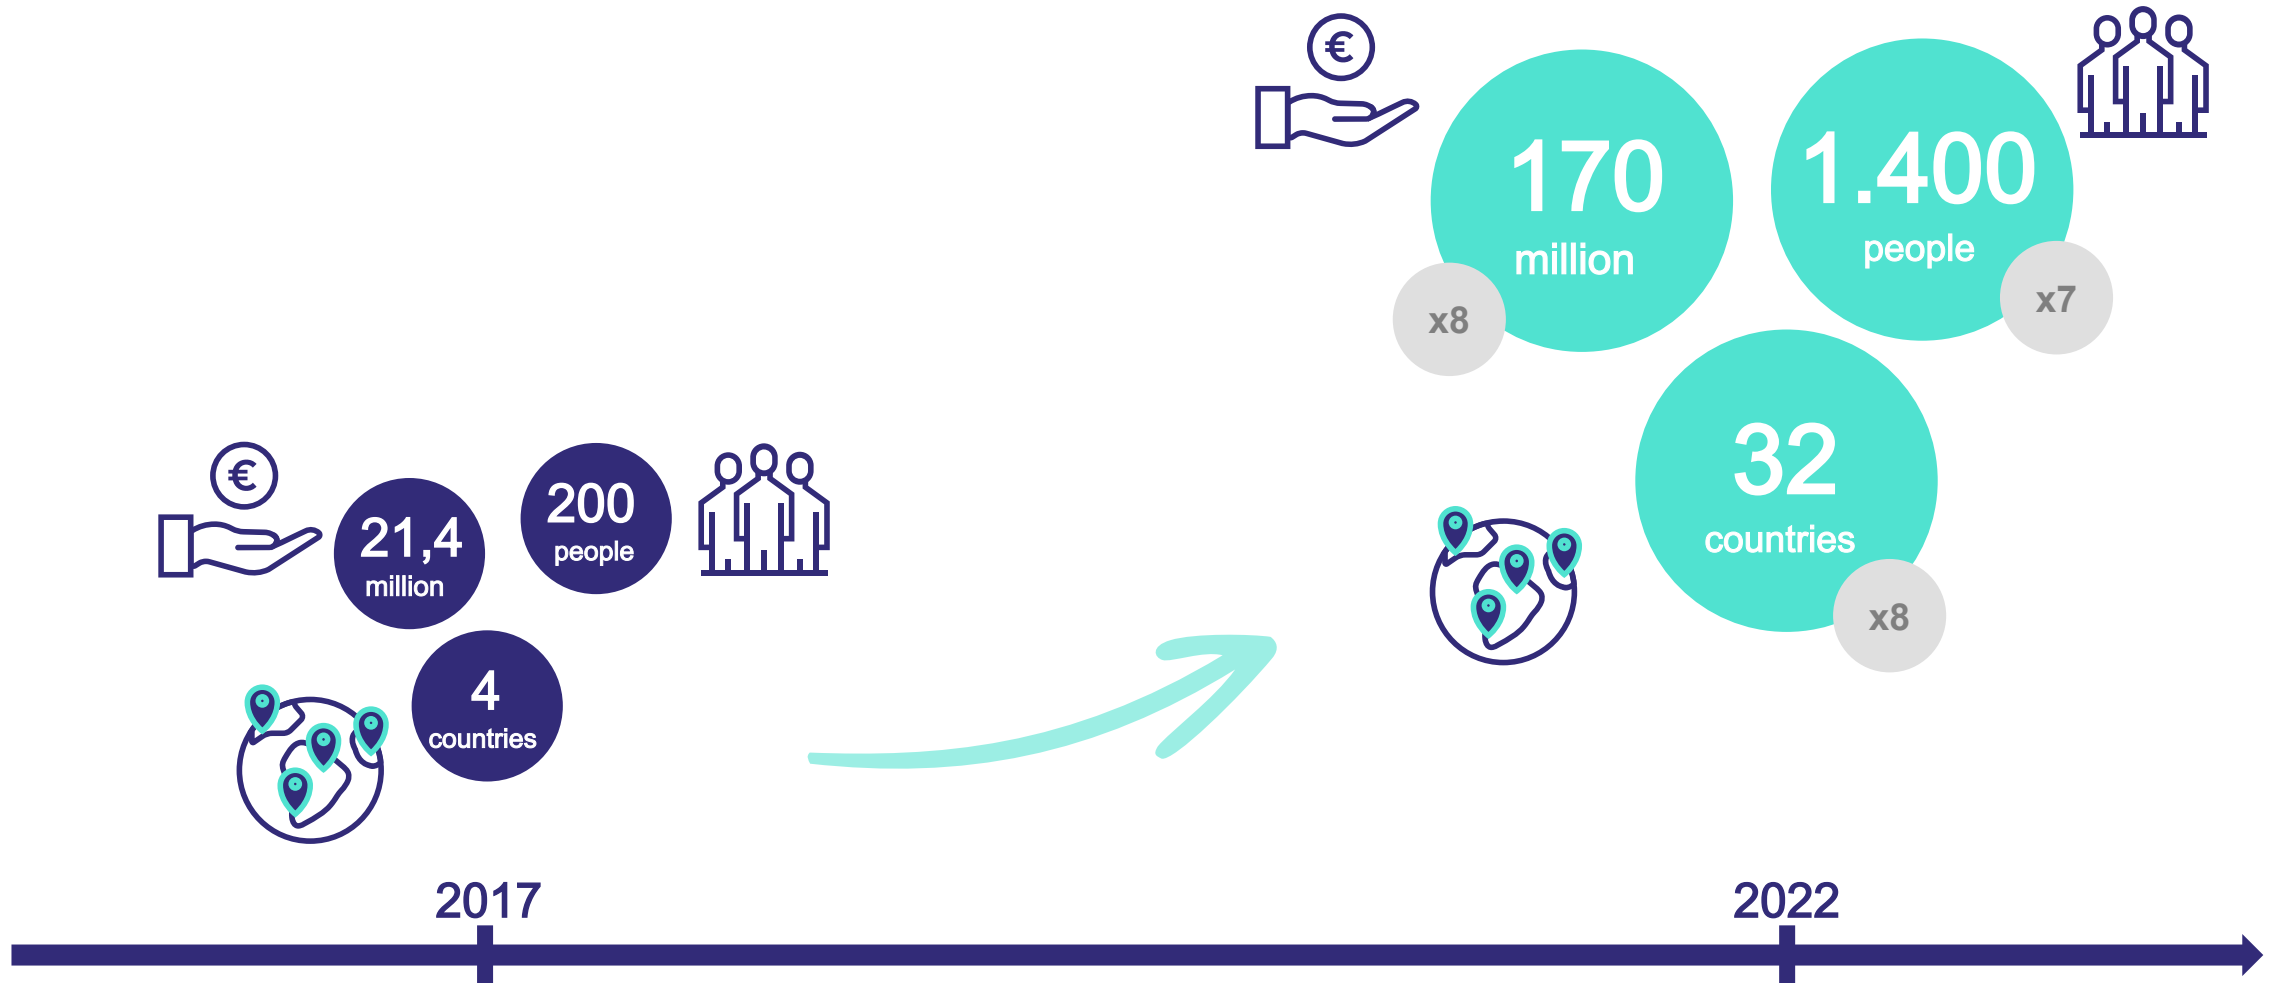 €
21,4
million
200
people
4
countries
€
170
million
x8
1.400
people
x7
32
countries
x8
2017
2022